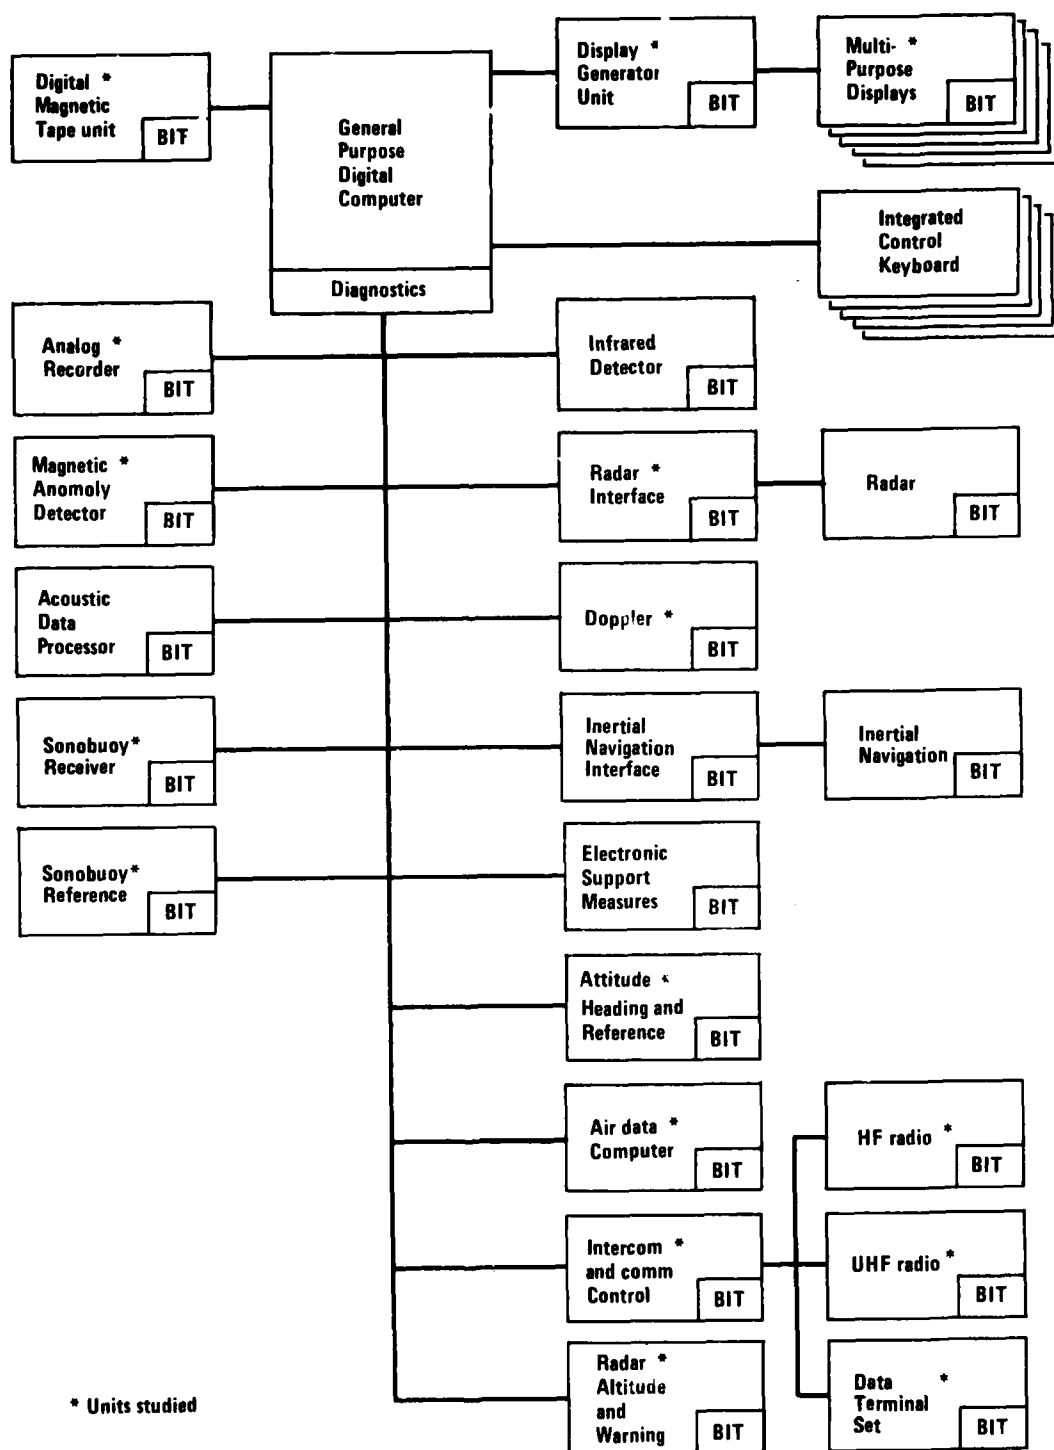 Digital *
Magnetic
Tape unit
BIT
General
Purpose
Digital
Computer
Diagnostics
Display *
Generator
Unit
BIT
Multi- *
Purpose
Displays
BIT
Integrated
Control
Keyboard
Analog *
Recorder
BIT
Infrared
Detector
BIT
Magnetic *
Anomoly
Detector
BIT
Radar *
Interface
BIT
Radar
BIT
Acoustic
Data
Processor
BIT
Doppler *
BIT
Sonobuoy *
Receiver
BIT
Inertial
Navigation
Interface
BIT
Inertial
Navigation
BIT
Sonobuoy *
Reference
BIT
Electronic
Support
Measures
BIT
Attitude *
Heading and
Reference
BIT
Air data *
Computer
BIT
HF radio *
BIT
Intercom *
and comm
Control
BIT
UHF radio *
BIT
Radar *
Altitude
and
Warning
BIT
Data *
Terminal
Set
BIT
* Units studied